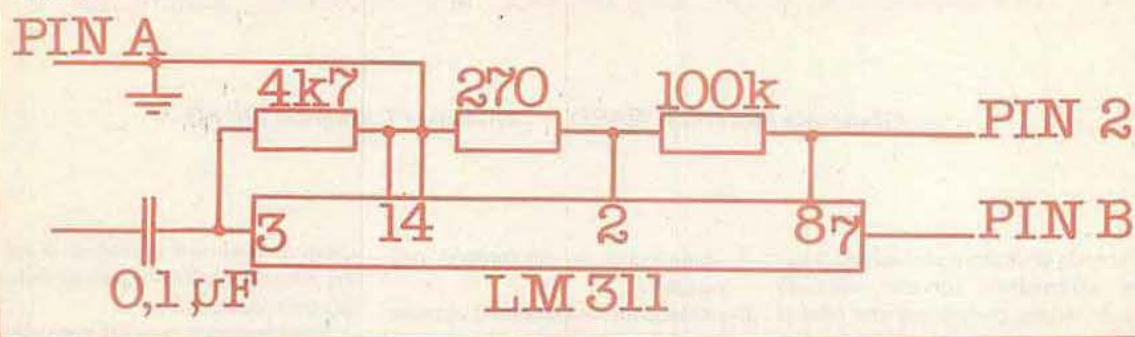 PIN A
4k7 270 100k PIN 2
3 14 2 8 7 PIN B
0,1 µF LM 311